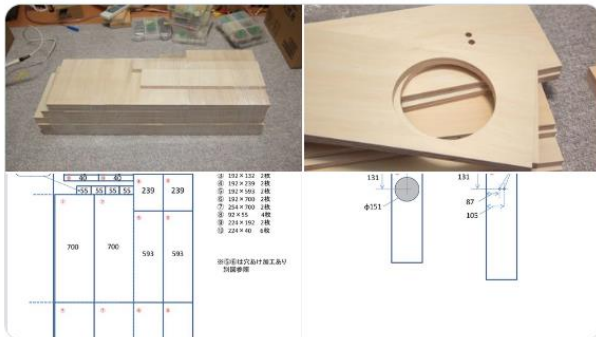 40
40
55
55
55
55
239
239
700
700
593
593
③ 192×132 2枚
④ 192×239 2枚
⑤ 192×593 2枚
⑥ 192×700 2枚
⑦ 254×700 2枚
⑧ 92×55 4枚
⑨ 224×192 2枚
⑩ 224×40 6枚
※⑤⑥は穴あけ加工あり
別図参照
131
φ151
131
87
105